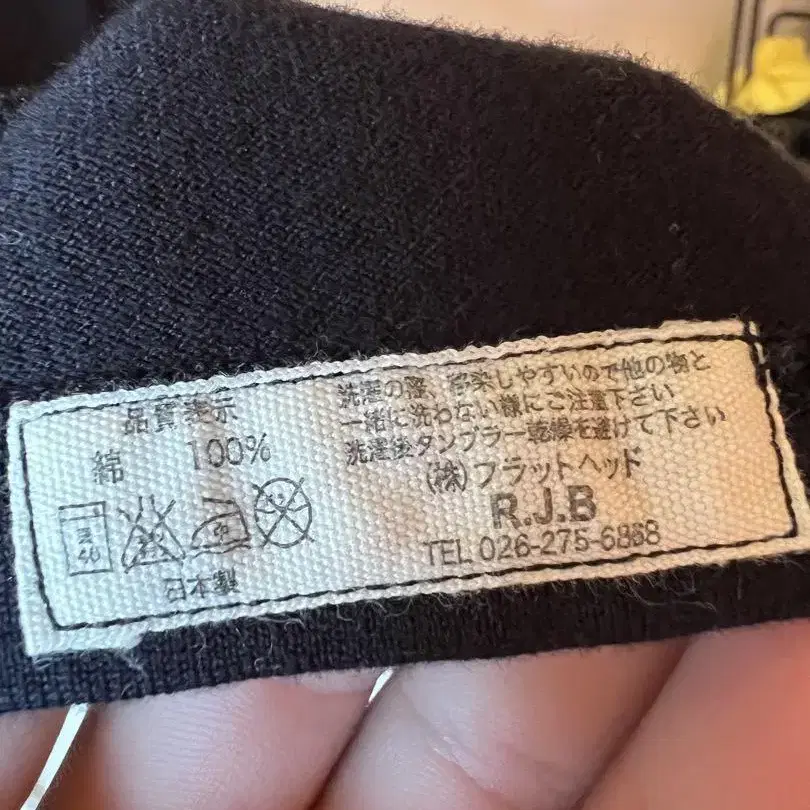 品質表示
綿 100%
40
日本製
洗濯の際、移染しやすいので他の物と
一緒に洗わない様にご注意下さい
洗濯後タンブラー乾燥を避けて下さい
(株)フラットヘッド
R.J.B
TEL 026-275-6868